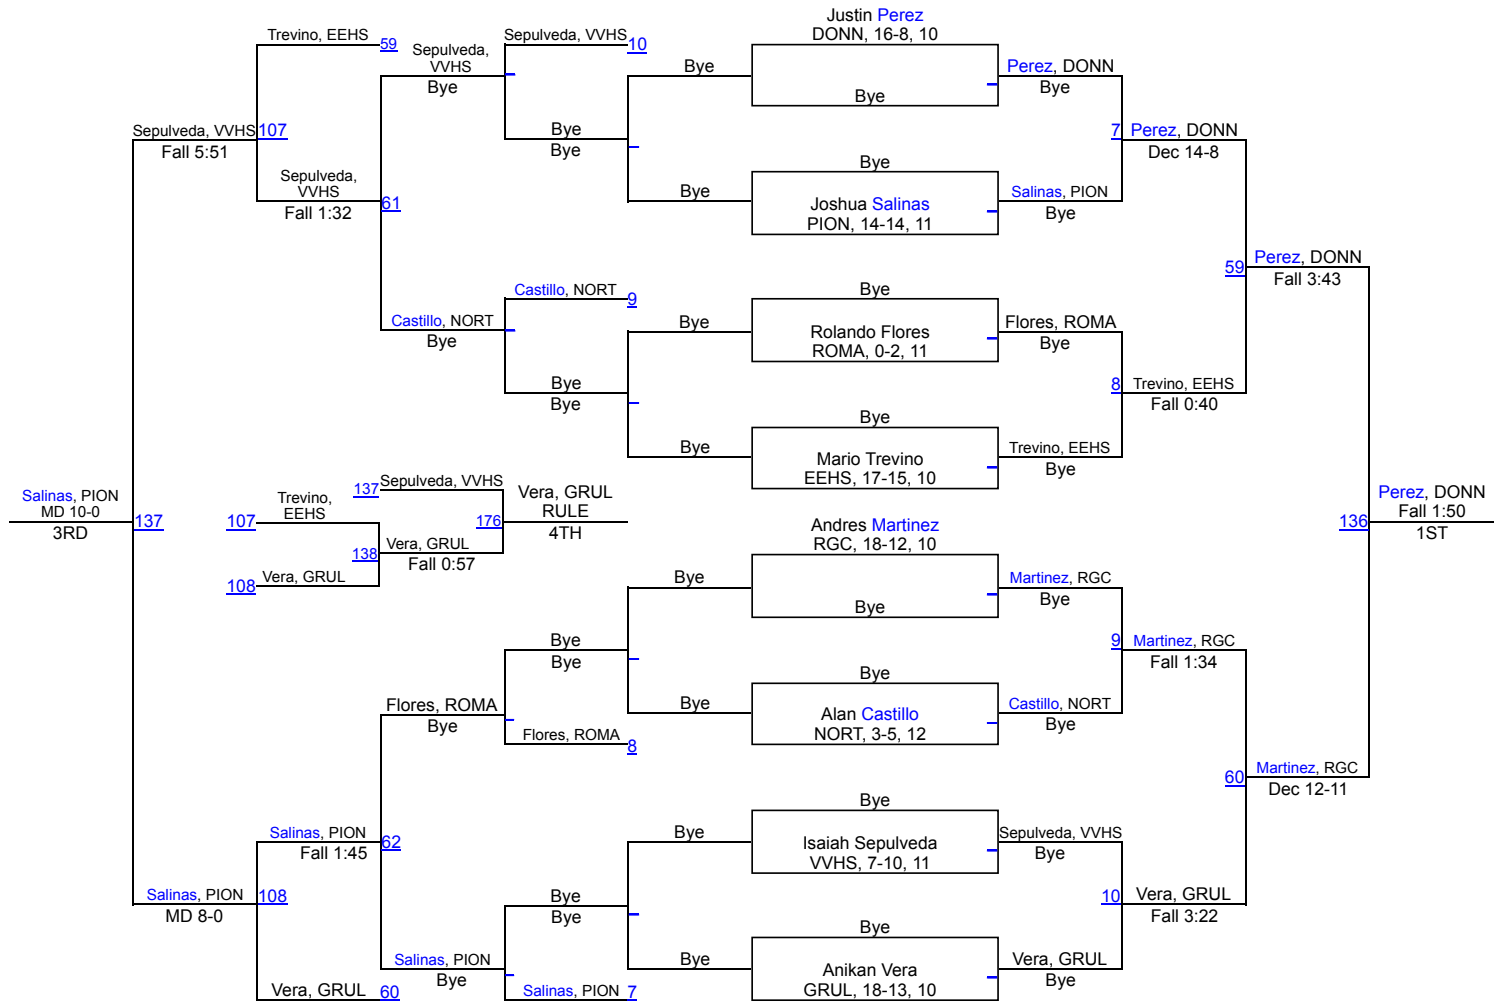 Justin Perez
DONN, 16-8, 10
Bye
Bye
Joshua Salinas
PION, 14-14, 11
Bye
Rolando Flores
ROMA, 0-2, 11
Bye
Mario Trevino
EEHS, 17-15, 10
Andres Martinez
RGC, 18-12, 10
Bye
Bye
Alan Castillo
NORT, 3-5, 12
Bye
Isaiah Sepulveda
VVHS, 7-10, 11
Bye
Anikan Vera
GRUL, 18-13, 10
Perez, DONN
Bye
Salinas, PION
Bye
Flores, ROMA
Bye
Trevino, EEHS
Bye
Martinez, RGC
Bye
Castillo, NORT
Bye
Sepulveda, VVHS
Bye
Vera, GRUL
Bye
7
Perez, DONN
Dec 14-8
8
Trevino, EEHS
Fall 0:40
9
Martinez, RGC
Fall 1:34
10
Vera, GRUL
Fall 3:22
59
Perez, DONN
Fall 3:43
60
Martinez, RGC
Dec 12-11
136
Perez, DONN
Fall 1:50
1ST
Bye
Bye
Bye
Bye
Bye
Bye
Bye
Bye
Sepulveda, VVHS
10
Bye
Bye
Castillo, NORT
9
Bye
Bye
Bye
Bye
Flores, ROMA
8
Bye
Bye
Salinas, PION
7
Sepulveda,
VVHS
Bye
Castillo, NORT
Bye
Flores, ROMA
Bye
Salinas, PION
Bye
Trevino, EEHS
59
Sepulveda,
VVHS
Fall 1:32
61
Salinas, PION
Fall 1:45
62
Vera, GRUL
60
Sepulveda, VVHS
107
Fall 5:51
Salinas, PION
108
MD 8-0
Salinas, PION
MD 10-0
3RD
137
137
Sepulveda, VVHS
107
Trevino,
EEHS
108
Vera, GRUL
138
Vera, GRUL
Fall 0:57
176
Vera, GRUL
RULE
4TH